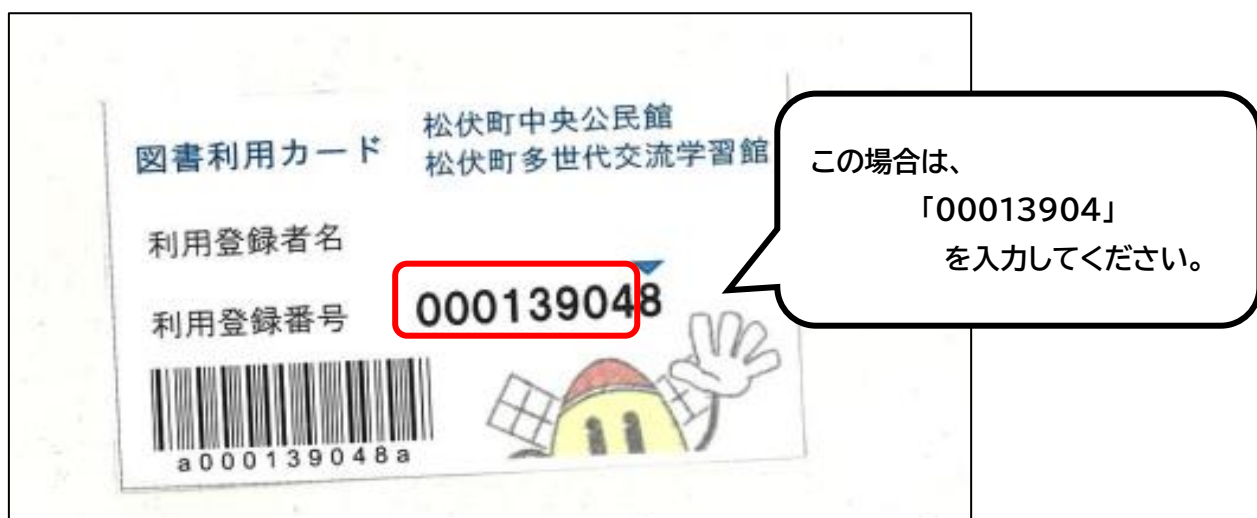 図書利用カード
松伏町中央公民館
松伏町多世代交流学習館
利用登録者名
利用登録番号
000139048
a000139048a
この場合は、
「00013904」
を入力してください。